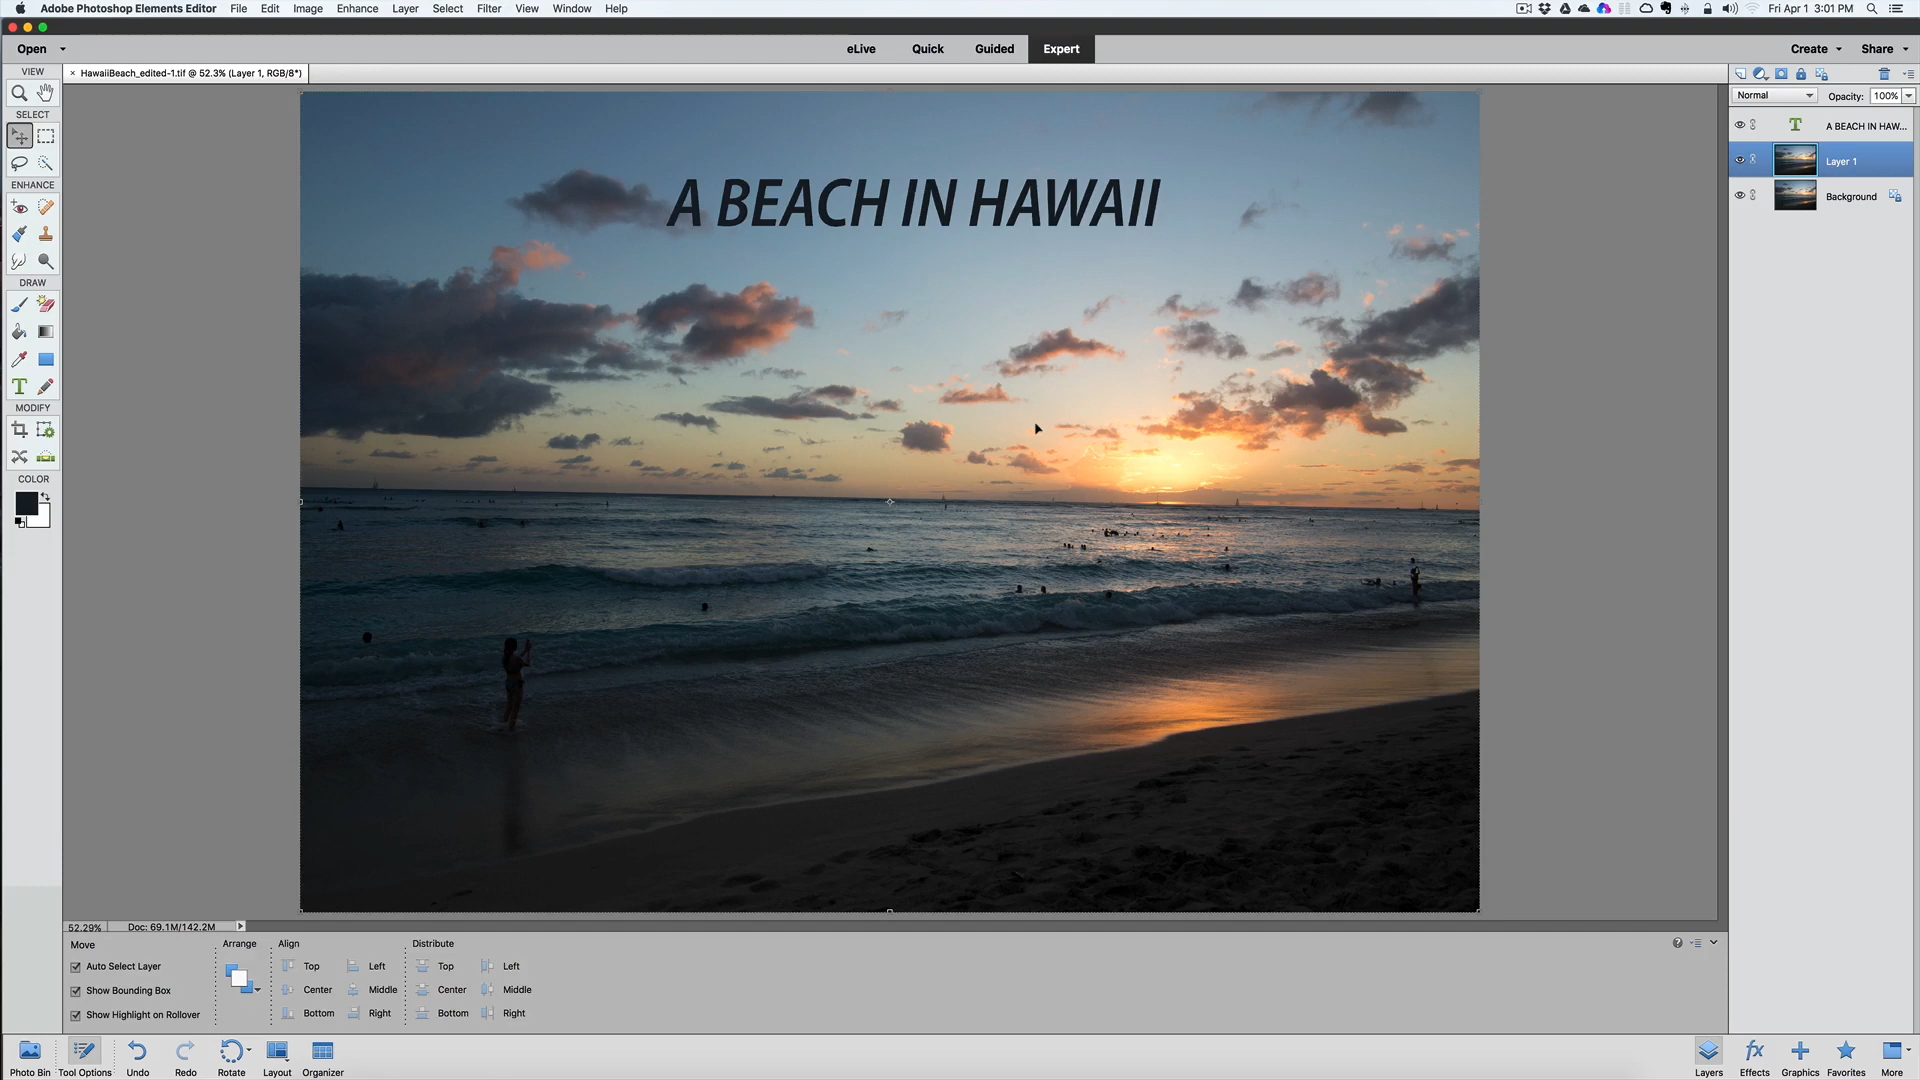 Adobe Photoshop Elements Editor File Edit Image Enhance Layer Select Filter View Window Help Fri Apr 1 3:01 PM
Open eLive Quick Guided Expert Create Share
VIEW × HawaiiBeach_edited-1.tif @ 52.3% (Layer 1, RGB/8*)
Normal Opacity: 100%
SELECT
A BEACH IN HAW...
Layer 1
ENHANCE
Background
A BEACH IN HAWAII
DRAW
T
MODIFY
COLOR
52.29% Doc: 69.1M/142.2M
Move Arrange Align Distribute
Auto Select Layer Top Left Top Left
Show Bounding Box Center Middle Center Middle
Show Highlight on Rollover Bottom Right Bottom Right
Photo Bin Tool Options Undo Redo Rotate Layout Organizer Layers Effects Graphics Favorites More